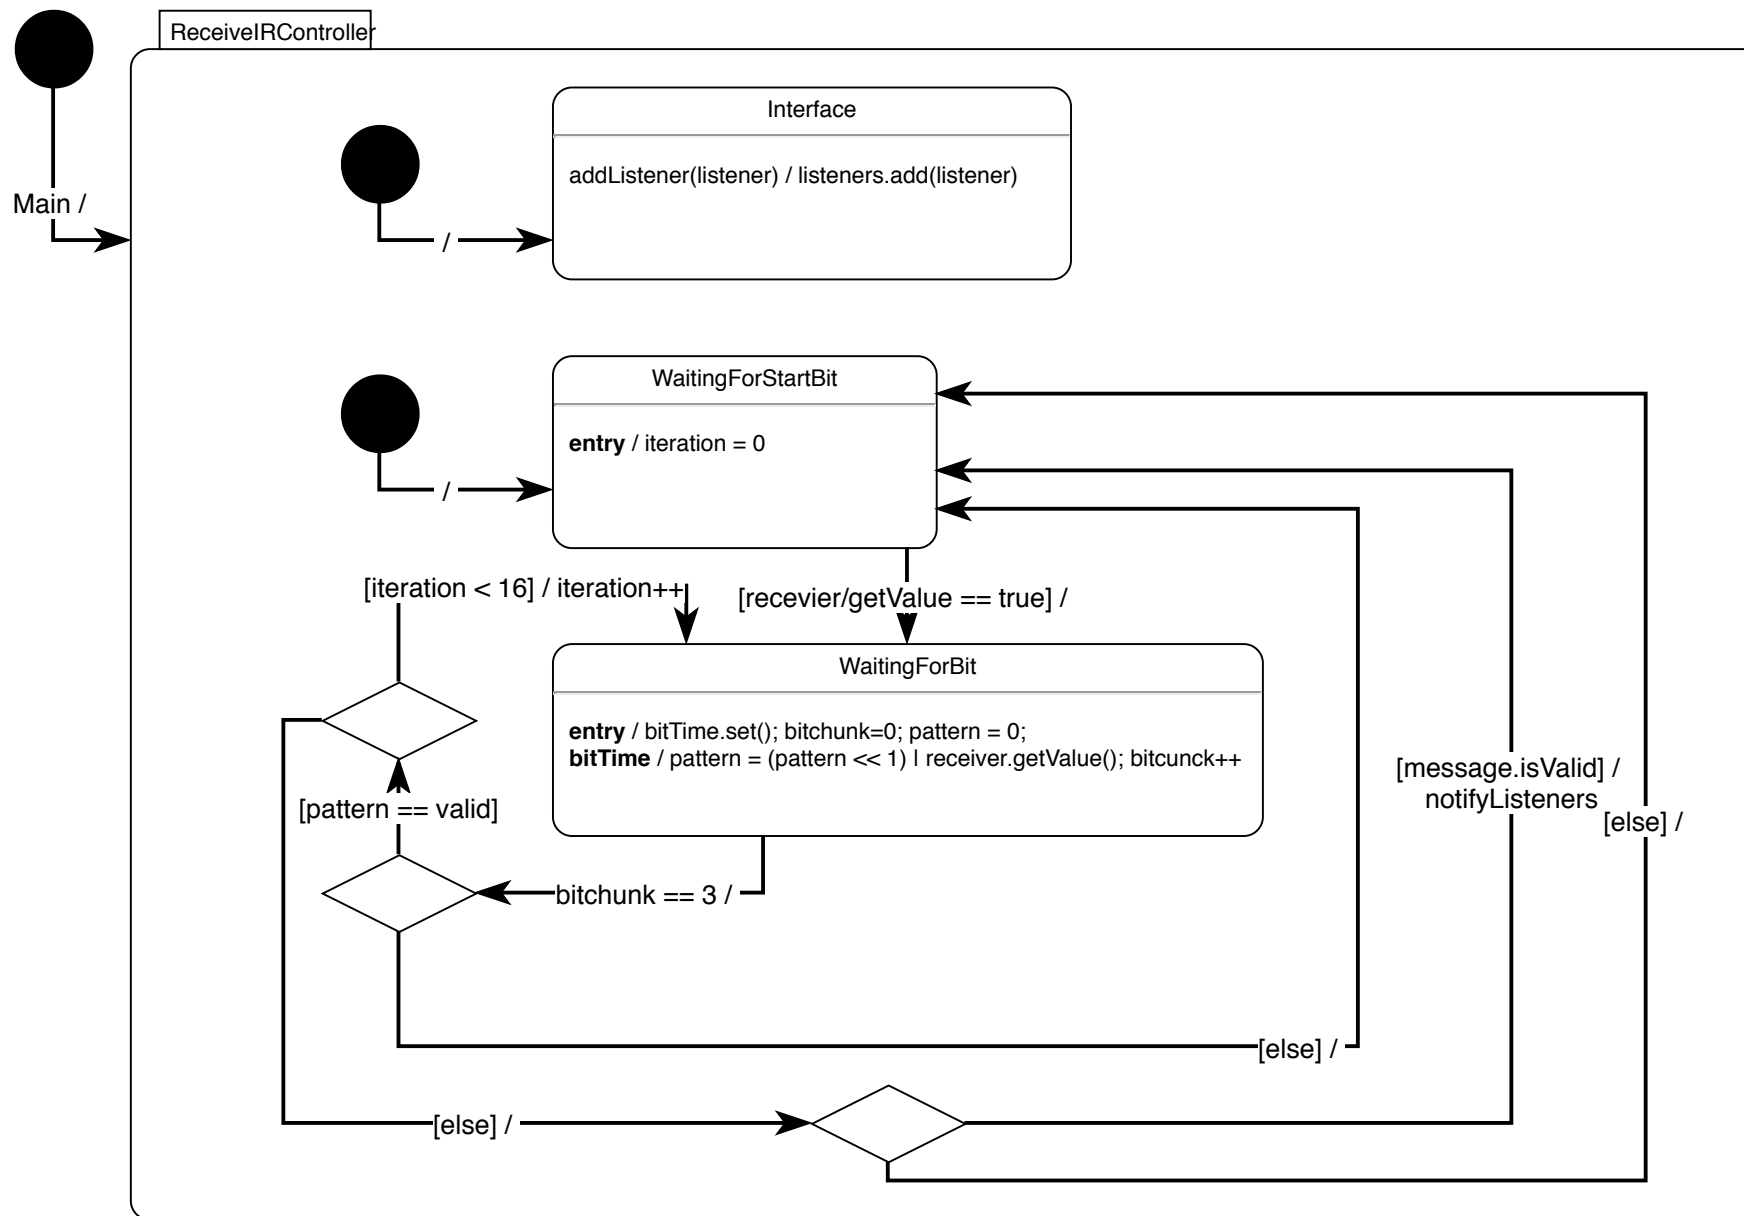 ReceiveIRController
Main /
/
Interface
addListener(listener) / listeners.add(listener)
/
WaitingForStartBit
entry / iteration = 0
[iteration < 16] / iteration++
[recevier/getValue == true] /
WaitingForBit
entry / bitTime.set(); bitchunk=0; pattern = 0;
bitTime / pattern = (pattern << 1) | receiver.getValue(); bitcunck++
[pattern == valid]
bitchunk == 3 /
[message.isValid] /
notifyListeners
[else] /
[else] /
[else] /